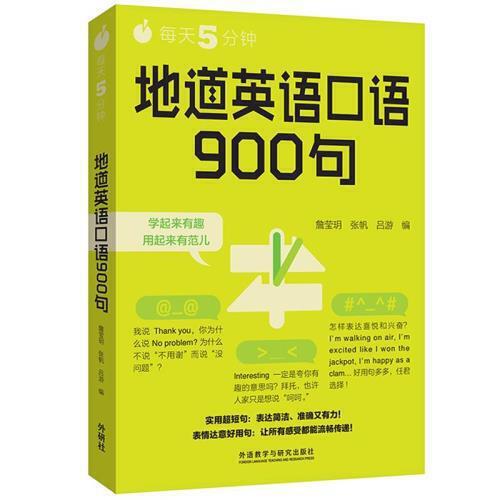 每天5分钟
地道英语口语
900句
学起来有趣
用起来有范儿
詹莹玥 张帆 吕游 编
@_@
我说 Thank you，你为什
么说 No problem？为什么
不说“不用谢”而说“没
问题”？
>_<
Interesting 一定是夸你有
趣的意思吗？拜托，也许
人家只是想说“呵呵。”
#^_^#
怎样表达喜悦和兴奋？
I'm walking on air, I'm
excited like I won the
jackpot, I'm happy as a
clam... 好用句多多，任君
选择！
实用超短句：表达简洁、准确又有力！
表情达意好用句：让所有感受都能流畅传递！
外语教学与研究出版社
FOREIGN LANGUAGE TEACHING AND RESEARCH PRESS
每天5分钟
地道英语口语900句
詹莹玥 张帆 吕游 编
外研社